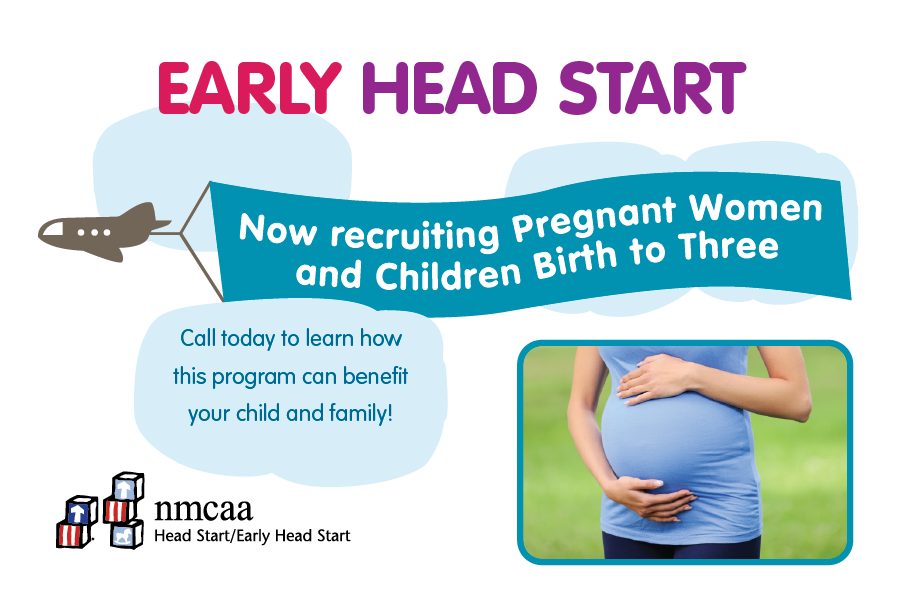 EARLY HEAD START
Now recruiting Pregnant Women
and Children Birth to Three
Call today to learn how
this program can benefit
your child and family!
nmcaa
Head Start/Early Head Start